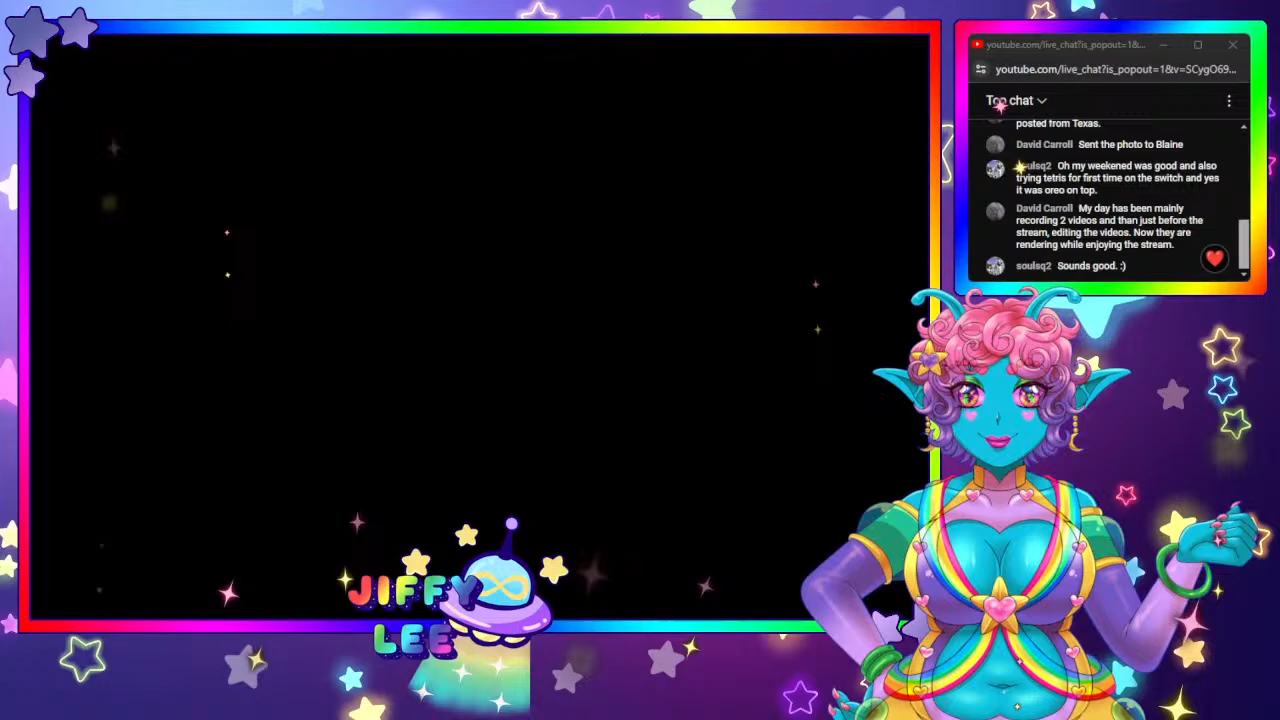 youtube.com/live_chat?is_popout=1&...
youtube.com/live_chat?is_popout=1&v=SCygO69...
Top chat
posted from Texas.
David Carroll Sent the photo to Blaine
soulsq2 Oh my weekened was good and also
trying tetris for first time on the switch and yes
it was oreo on top.
David Carroll My day has been mainly
recording 2 videos and than just before the
stream, editing the videos. Now they are
rendering while enjoying the stream.
soulsq2 Sounds good. :)
JIFFY
LEE